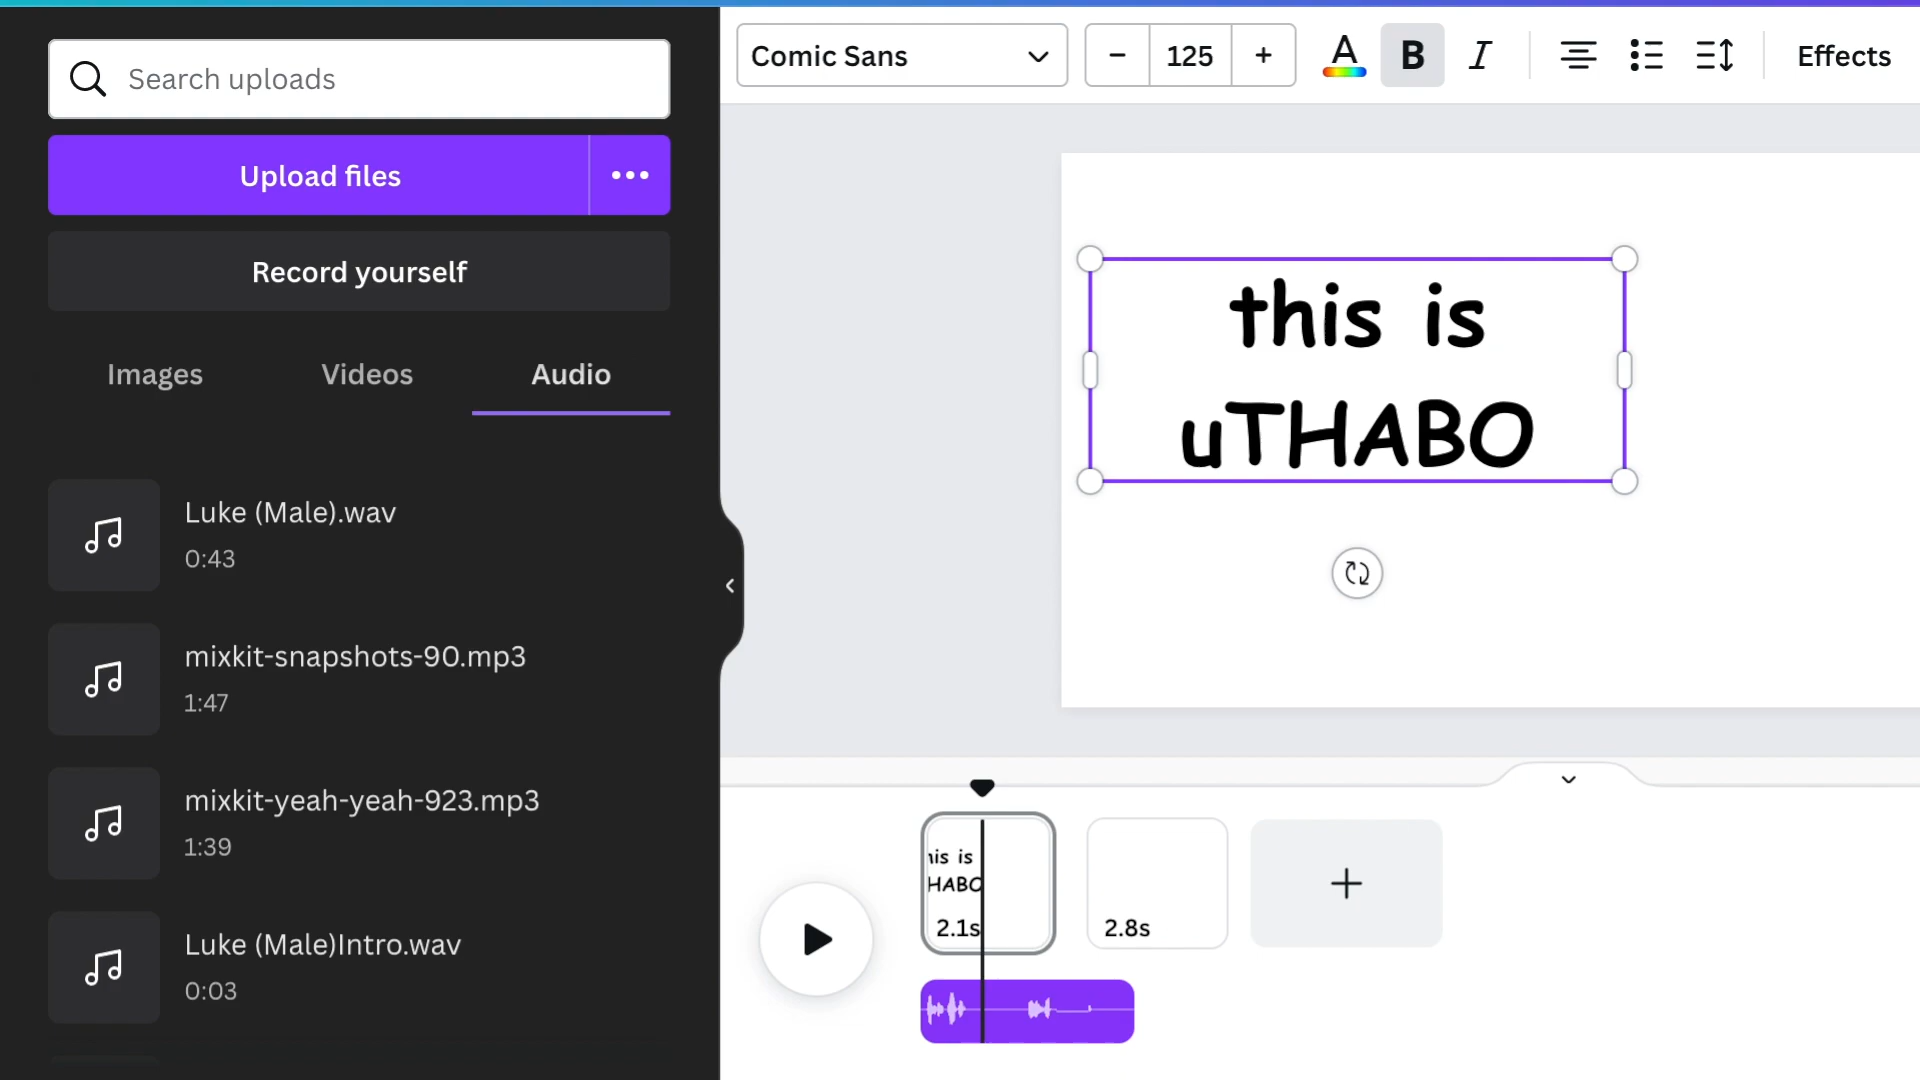 Search uploads
Upload files
Record yourself
Images Videos Audio
Luke (Male).wav
0:43
mixkit-snapshots-90.mp3
1:47
mixkit-yeah-yeah-923.mp3
1:39
Luke (Male)Intro.wav
0:03
Comic Sans 125 A B I Effects
this is
uTHABO
his is
HABO
2.1s
2.8s